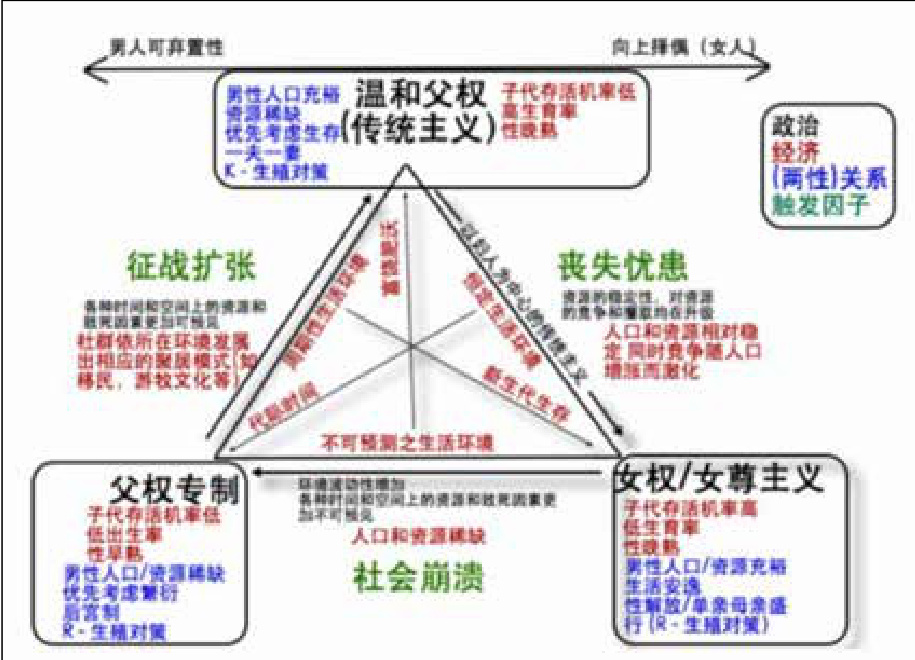 男人可弃置性
向上择偶（女人）
温和父权
(传统主义)
男性人口充裕
资源稀缺
优先考虑生存
一夫一妻
K - 生殖对策
子代存活机率低
高生育率
性晚熟
政治
经济
(两性)关系
触发因子
征战扩张
各种时间和空间上的资源和
致死因素更加可预见
社群依所在环境发展
出相应的聚居模式(如
移民，游牧文化等)
周期性生活环境
富饶肥沃
恒定生活环境
以妇人为中心的传统主义
丧失忧患
资源的稳定性，对资源
的竞争和攫取均在升级
人口和资源相对稳
定 同时竞争随人口
增涨而激化
代际时间
新生代生存
不可预测之生活环境
父权专制
子代存活机率低
低出生率
性早熟
男性人口/资源稀缺
优先考虑繁衍
后宫制
R - 生殖对策
环境流动性增加
各种时间和空间上的资源和致死因素更
加不可预见
人口和资源稀缺
社会崩溃
女权/女尊主义
子代存活机率高
低生育率
性晚熟
男性人口/资源充裕
生活安逸
性解放/单亲母亲盛
行 (R - 生殖对策)